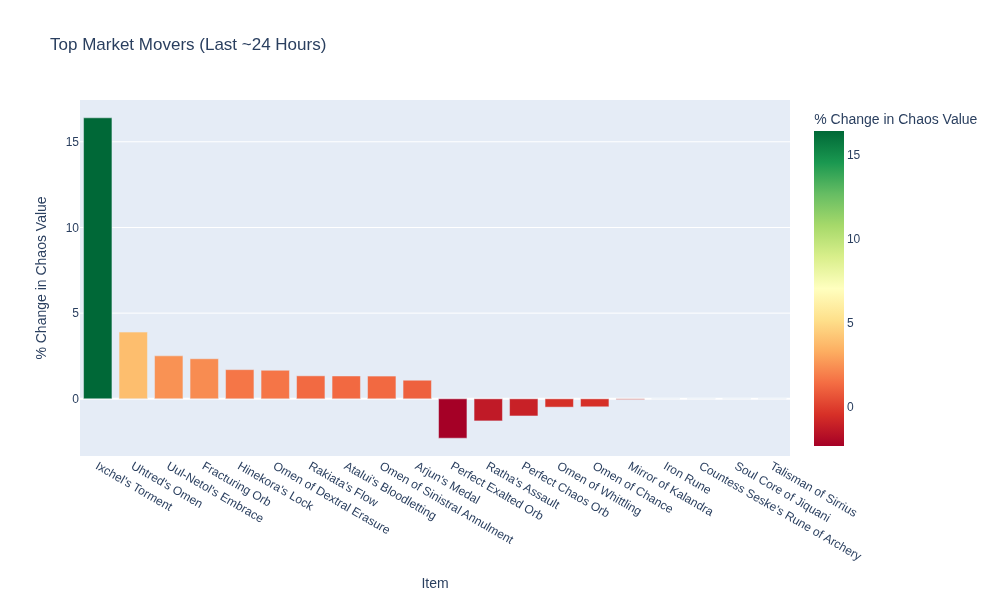 Top Market Movers (Last ~24 Hours)
% Change in Chaos Value
15
10
5
0
% Change in Chaos Value
15
10
5
0
Ixchel's Torment
Uhtred's Omen
Uul-Netol's Embrace
Fracturing Orb
Hinekora's Lock
Omen of Dextral Erasure
Rakiata's Flow
Atalui's Bloodletting
Omen of Sinistral Annulment
Arjun's Medal
Perfect Exalted Orb
Ratha's Assault
Perfect Chaos Orb
Omen of Whittling
Omen of Chance
Mirror of Kalandra
Iron Rune
Countess Seske's Rune of Archery
Soul Core of Jiquani
Talisman of Sirrius
Item